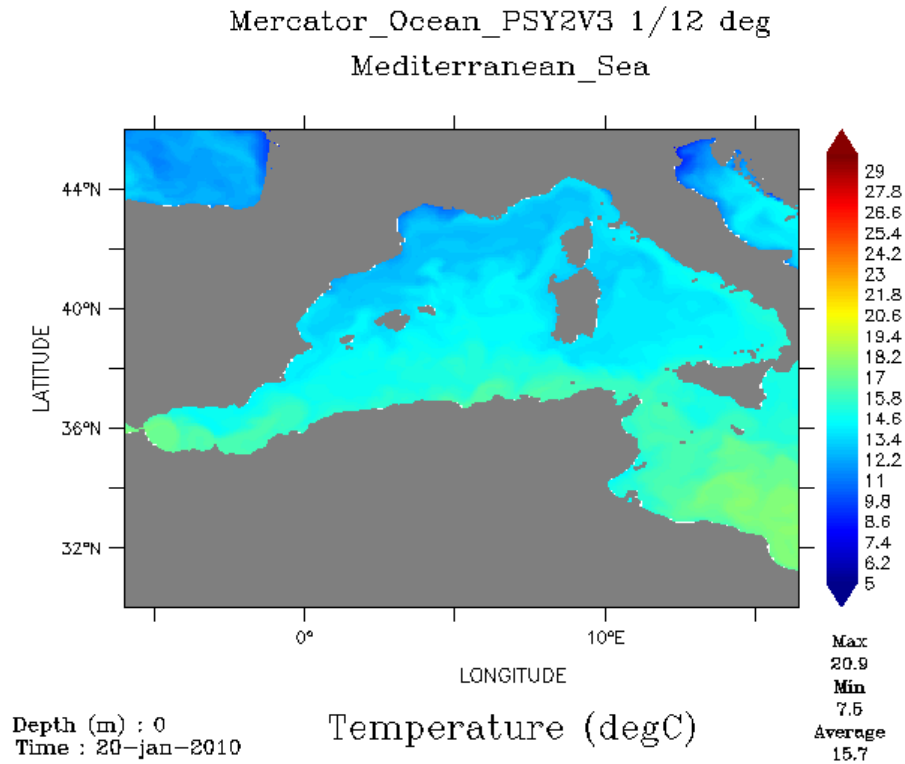 Mercator_Ocean_PSY2V3 1/12 deg
Mediterranean_Sea
44°N
40°N
36°N
32°N
LATITUDE
0°
10°E
LONGITUDE
29
27.8
26.6
25.4
24.2
23
21.8
20.6
19.4
18.2
17
15.8
14.6
13.4
12.2
11
9.8
8.6
7.4
6.2
5
Max
20.9
Min
7.5
Average
15.7
Depth (m) : 0
Time : 20-jan-2010
Temperature (degC)